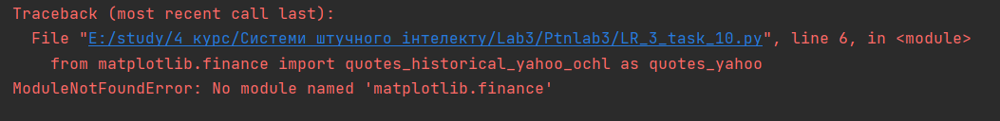 Traceback (most recent call last):
File "E:/study/4 курс/Системи штучного інтелекту/Lab3/Ptnlab3/LR_3_task_10.py", line 6, in <module>
from matplotlib.finance import quotes_historical_yahoo_ochl as quotes_yahoo
ModuleNotFoundError: No module named 'matplotlib.finance'